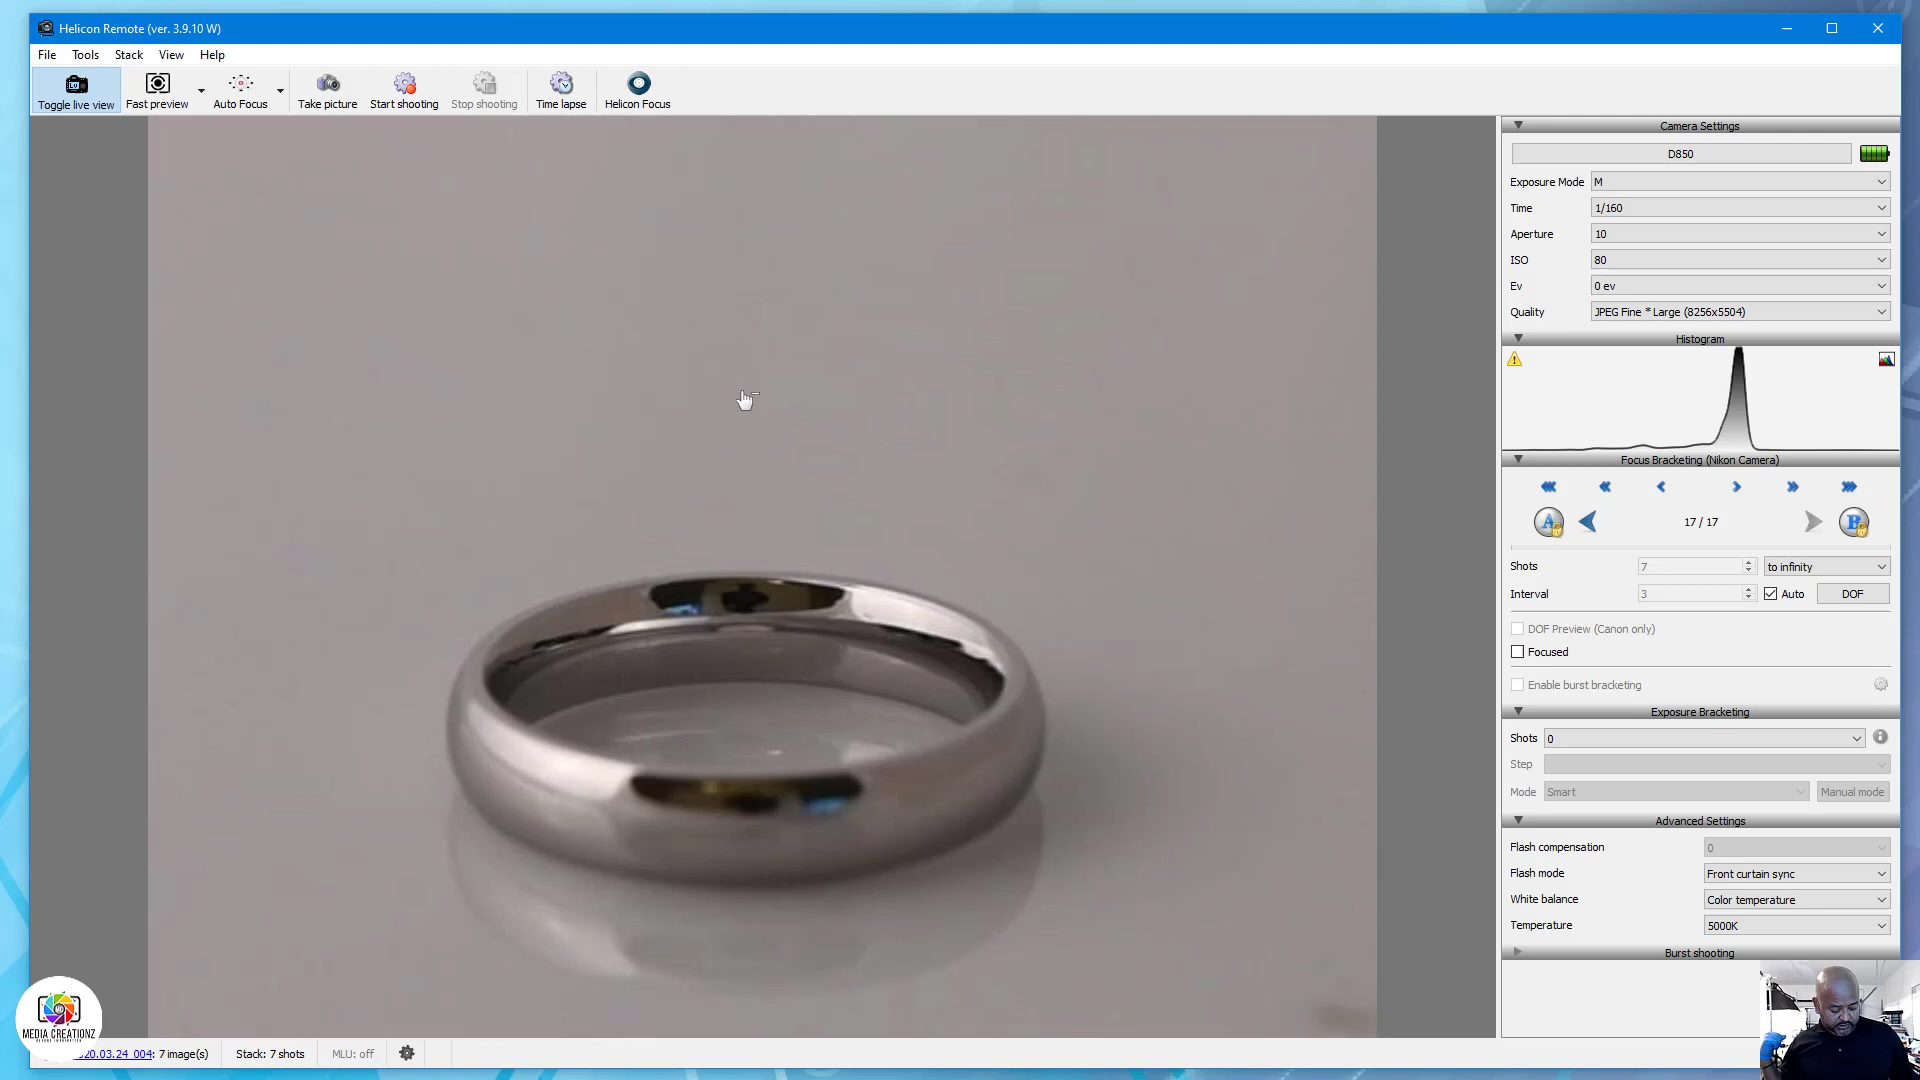 Helicon Remote (ver. 3.9.10 W)
File Tools Stack View Help
Toggle live view Fast preview Auto Focus Take picture Start shooting Stop shooting Time lapse Helicon Focus
Camera Settings
D850
Exposure Mode M
Time 1/160
Aperture 10
ISO 80
Ev 0 ev
Quality JPEG Fine * Large (8256x5504)
Histogram
Focus Bracketing (Nikon Camera)
A 17 / 17 B
Shots 7 to infinity
Interval 3 Auto DOF
DOF Preview (Canon only)
Focused
Enable burst bracketing
Exposure Bracketing
Shots 0
Step
Mode Smart Manual mode
Advanced Settings
Flash compensation 0
Flash mode Front curtain sync
White balance Color temperature
Temperature 5000K
Burst shooting
MEDIA CREATIONZ
20.03.24_004: 7 image(s) Stack: 7 shots MLU: off